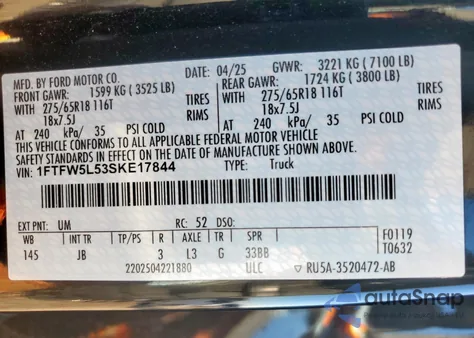 MFD. BY FORD MOTOR CO. DATE: 04/25 GVWR: 3221 KG (7100 LB)
FRONT GAWR: 1599 KG (3525 LB) REAR GAWR: 1724 KG (3800 LB)
WITH 275/65R18 116T TIRES WITH 275/65R18 116T TIRES
18x7.5J RIMS 18x7.5J RIMS
AT 240 kPa/ 35 PSI COLD AT 240 kPa/ 35 PSI COLD
THIS VEHICLE CONFORMS TO ALL APPLICABLE FEDERAL MOTOR VEHICLE
SAFETY STANDARDS IN EFFECT ON THE DATE OF MANUFACTURE SHOWN ABOVE.
VIN: 1FTFW5L53SKE17844 TYPE: Truck
EXT PNT: UM RC: 52 DSO: F0119
WB INT TR TP/PS R AXLE TR SPR T0632
145 JB 3 L3 G 33BB
2202504221880 ULC RU5A-3520472-AB
autoSnap